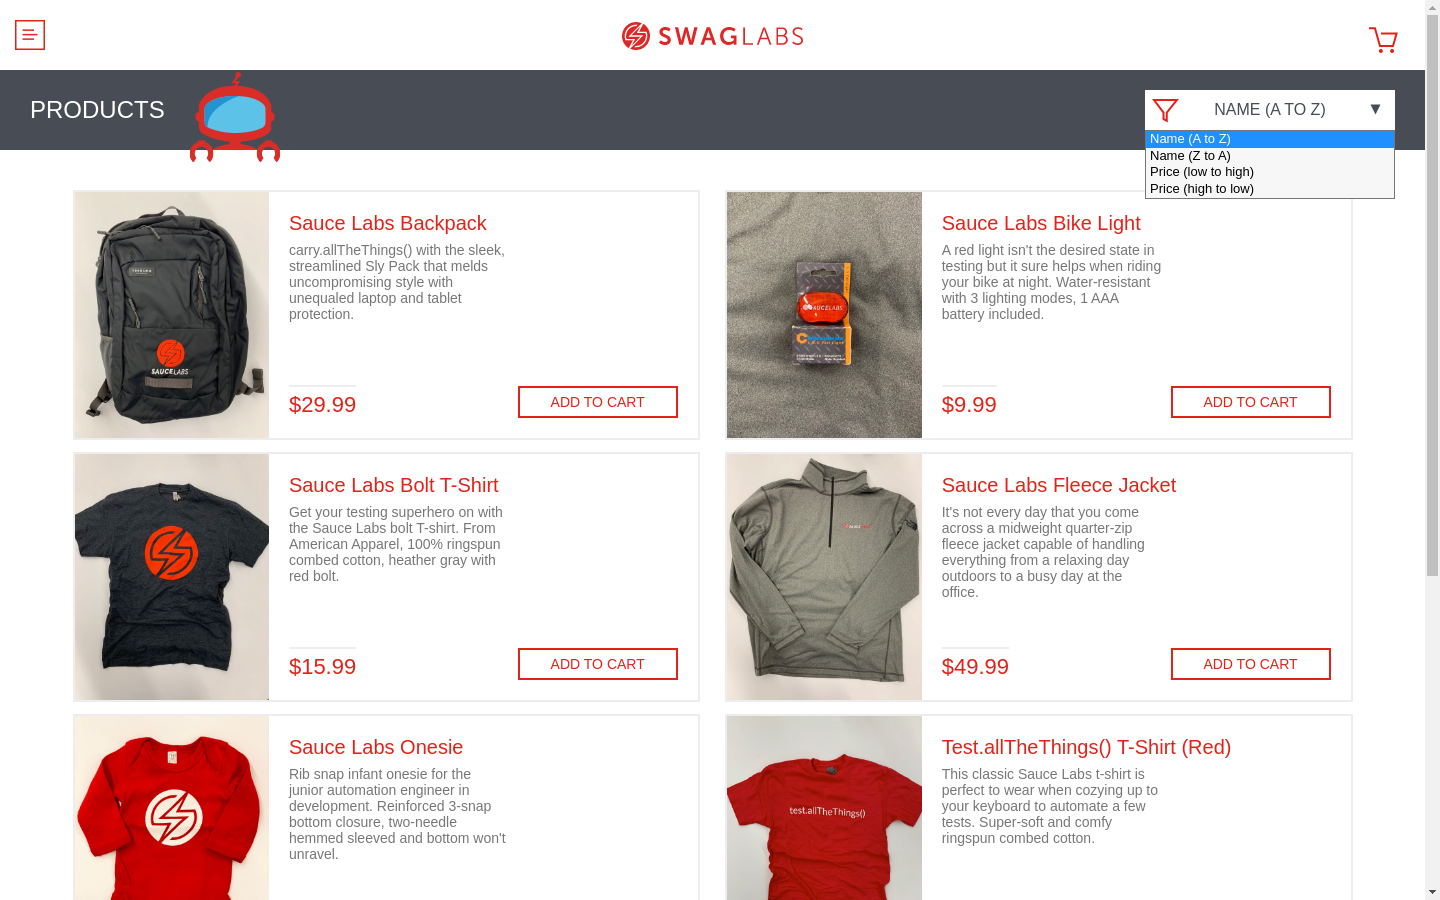 SWAGLABS
PRODUCTS
NAME (A TO Z) ▼
Name (A to Z)
Name (Z to A)
Price (low to high)
Price (high to low)
Sauce Labs Backpack
carry.allTheThings() with the sleek,
streamlined Sly Pack that melds
uncompromising style with
unequaled laptop and tablet
protection.
$29.99
ADD TO CART
SAUCELABS
Sauce Labs Bike Light
A red light isn't the desired state in
testing but it sure helps when riding
your bike at night. Water-resistant
with 3 lighting modes, 1 AAA
battery included.
$9.99
ADD TO CART
SAUCELABS
Sauce Labs Bolt T-Shirt
Get your testing superhero on with
the Sauce Labs bolt T-shirt. From
American Apparel, 100% ringspun
combed cotton, heather gray with
red bolt.
$15.99
ADD TO CART
Sauce Labs Fleece Jacket
It's not every day that you come
across a midweight quarter-zip
fleece jacket capable of handling
everything from a relaxing day
outdoors to a busy day at the
office.
$49.99
ADD TO CART
Sauce Labs Onesie
Rib snap infant onesie for the
junior automation engineer in
development. Reinforced 3-snap
bottom closure, two-needle
hemmed sleeved and bottom won't
unravel.
Test.allTheThings() T-Shirt (Red)
This classic Sauce Labs t-shirt is
perfect to wear when cozying up to
your keyboard to automate a few
tests. Super-soft and comfy
ringspun combed cotton.
test.allTheThings()